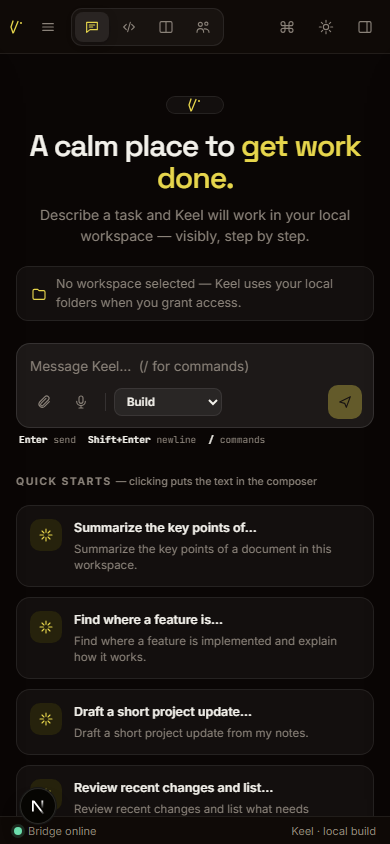 A calm place to get work
done.
Describe a task and Keel will work in your local
workspace — visibly, step by step.
No workspace selected — Keel uses your local
folders when you grant access.
Message Keel... (/ for commands)
Build
Enter send Shift+Enter newline / commands
QUICK STARTS — clicking puts the text in the composer
Summarize the key points of...
Summarize the key points of a document in this
workspace.
Find where a feature is...
Find where a feature is implemented and explain
how it works.
Draft a short project update...
Draft a short project update from my notes.
Review recent changes and list...
Review recent changes and list what needs
N
Bridge online
Keel · local build